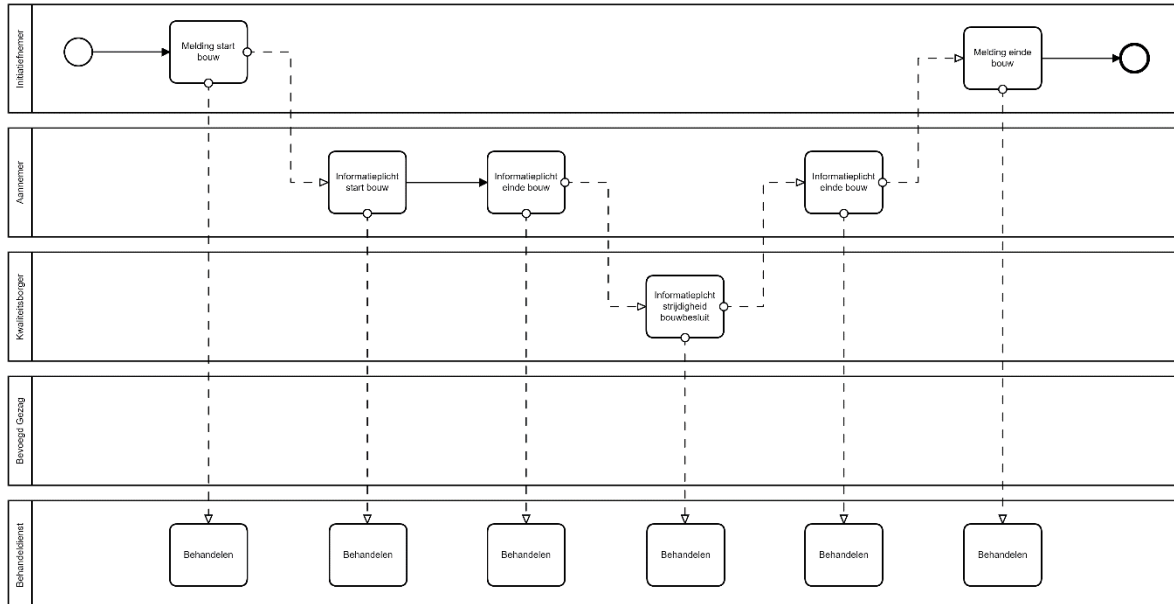 Initiatiefnemer
Melding start
bouw
Melding einde
bouw
Aannemer
Informatieplicht
start bouw
Informatieplicht
einde bouw
Informatieplicht
einde bouw
Kwaliteitsborger
Informatieplcht
strijdigheid
bouwbesluit
Bevoegd Gezag
Behandeldienst
Behandelen
Behandelen
Behandelen
Behandelen
Behandelen
Behandelen